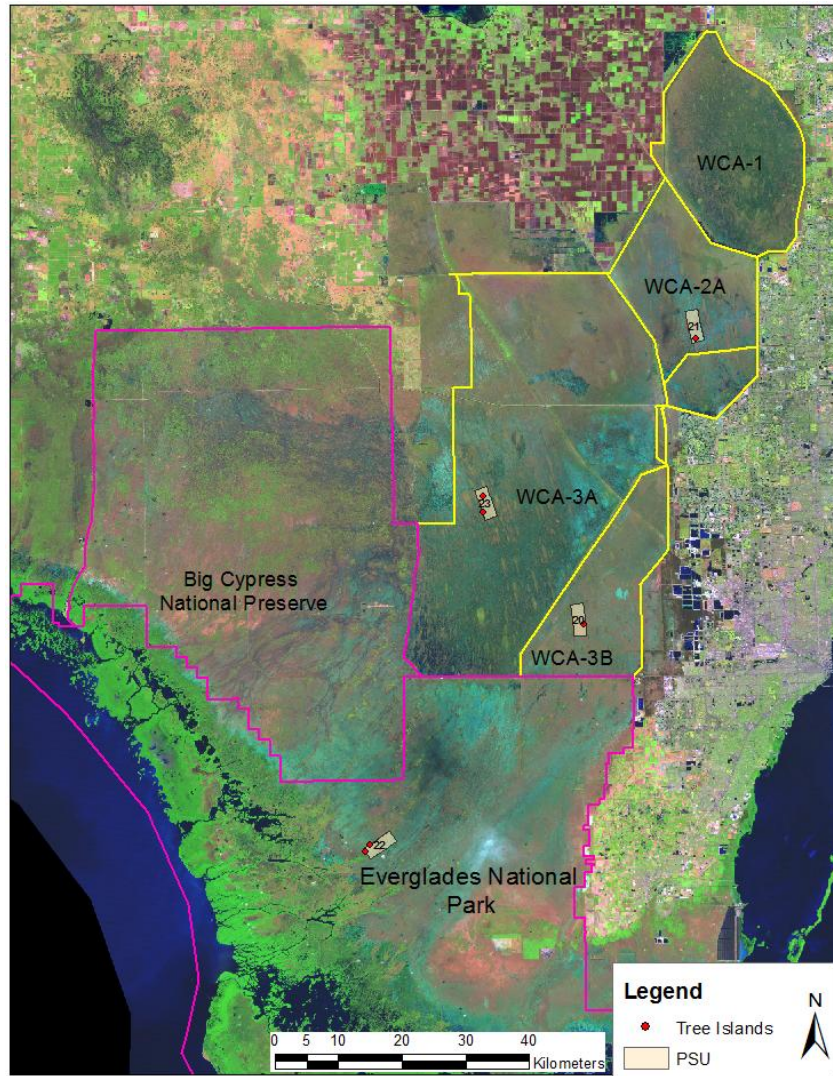 WCA-1
WCA-2A
21
WCA-3A
23
Big Cypress
National Preserve
20
WCA-3B
22
Everglades National
Park
Legend
Tree Islands
PSU
N
0 5 10 20 30 40
Kilometers